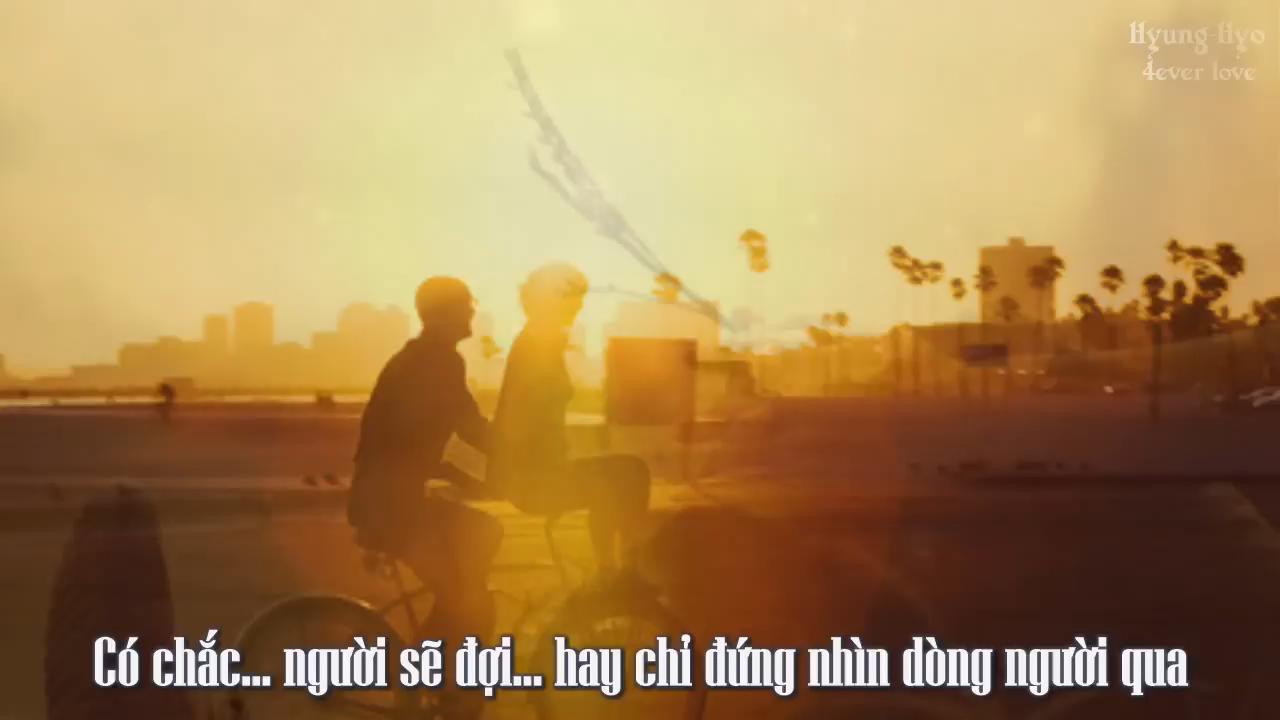 Hyung-Hyo
4ever love
Có chắc... người sẽ đợi... hay chỉ đứng nhìn dòng người qua